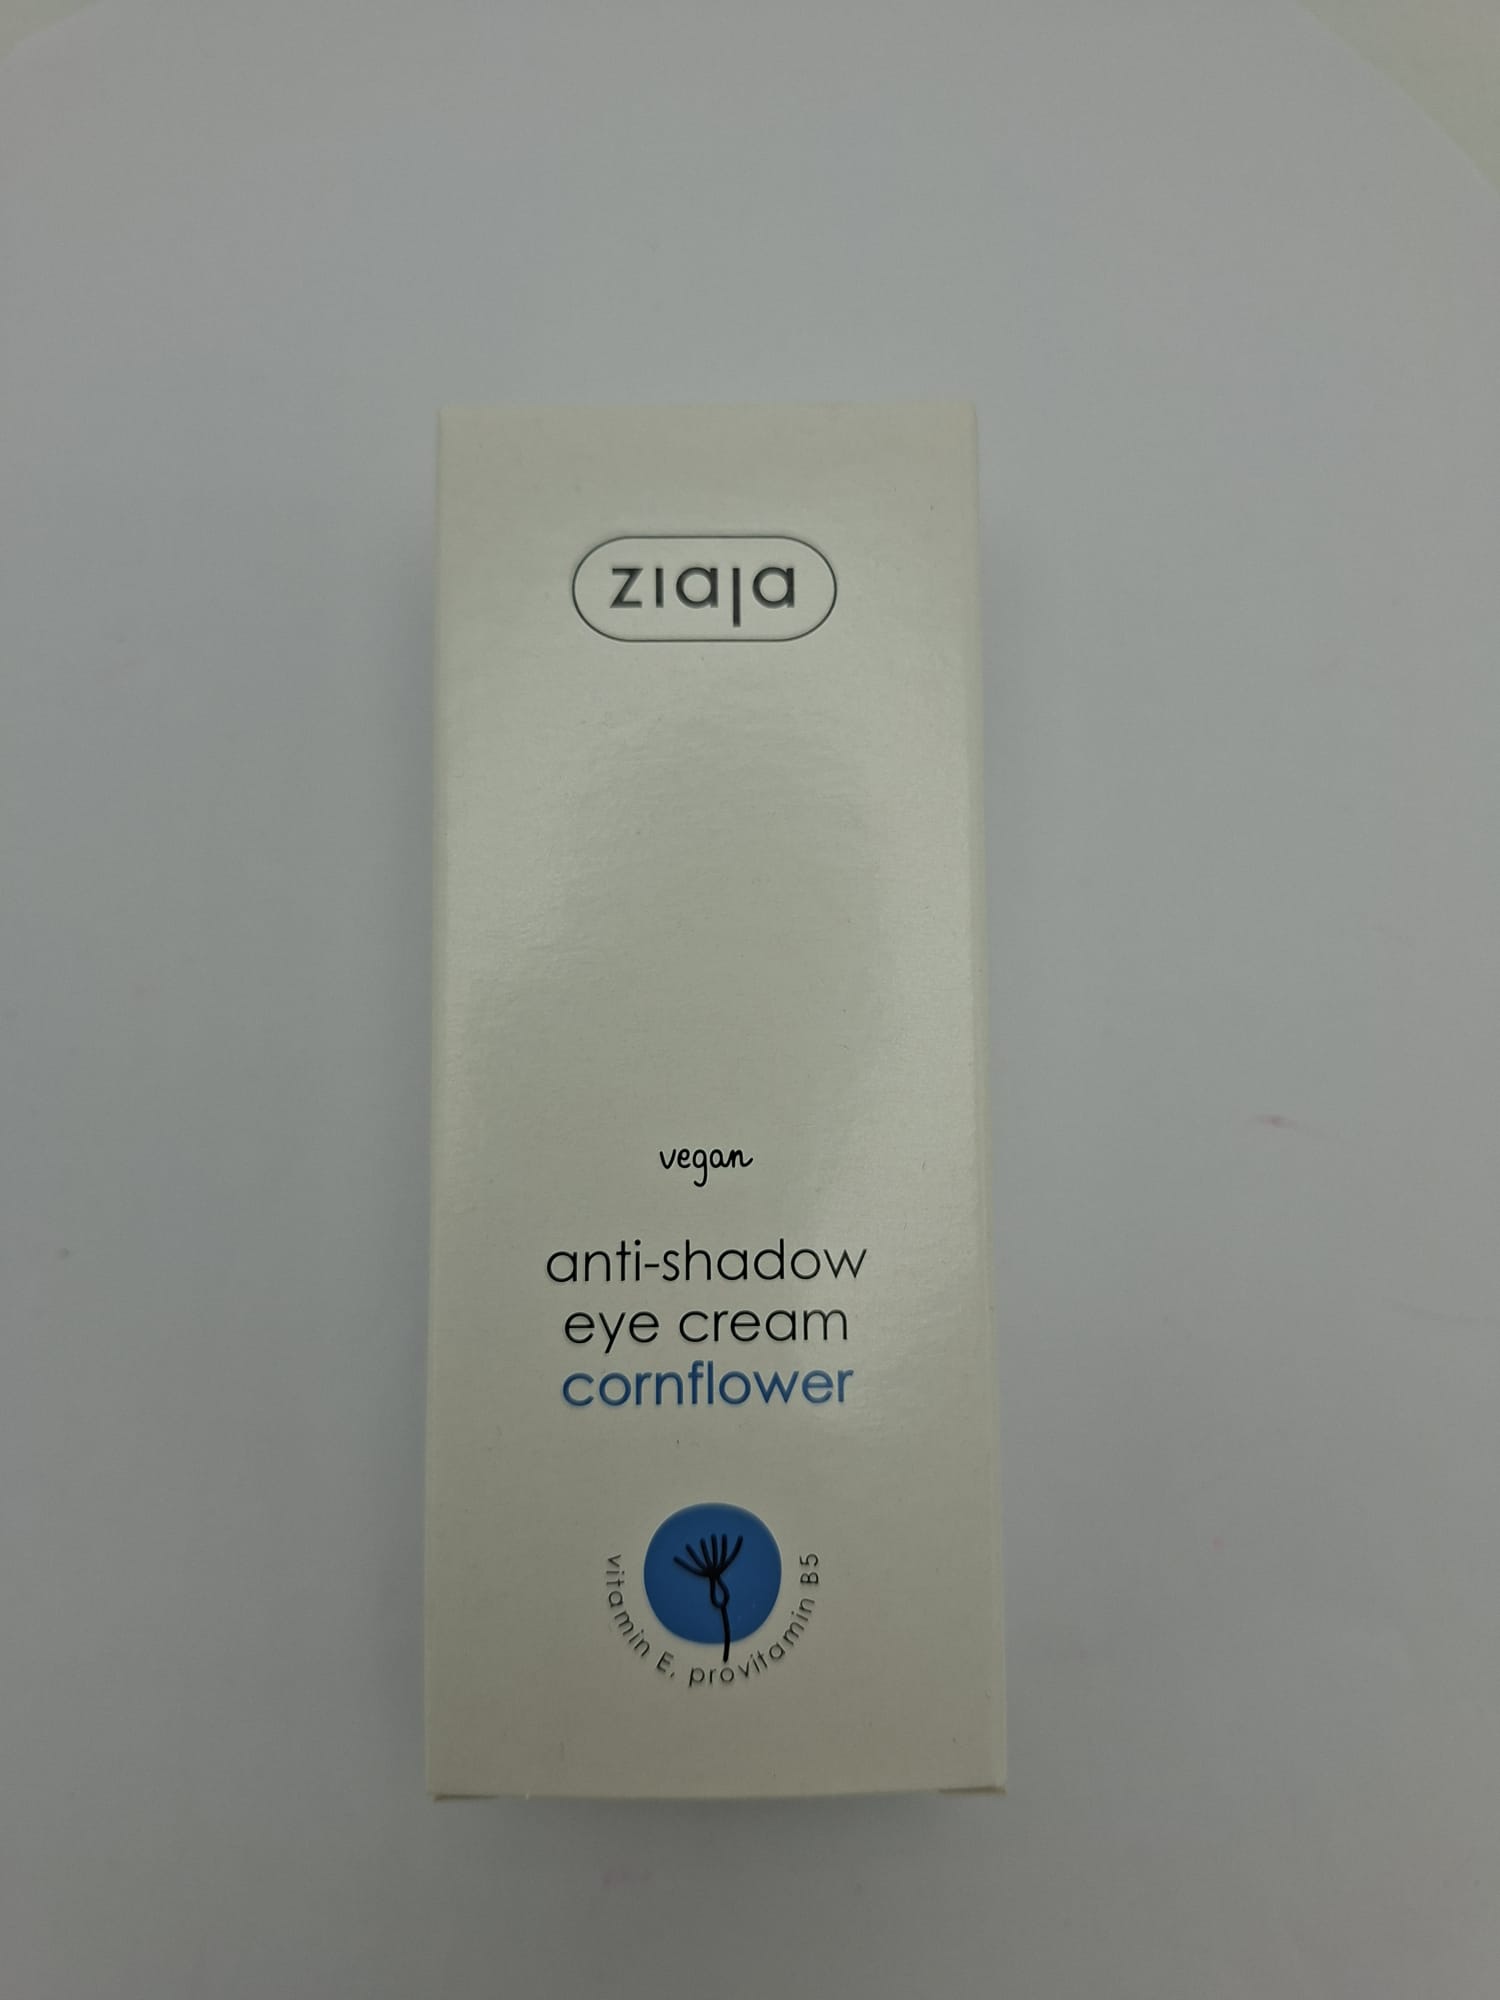 ziaja
vegan
anti-shadow
eye cream
cornflower
vitamin E, provitamin B5